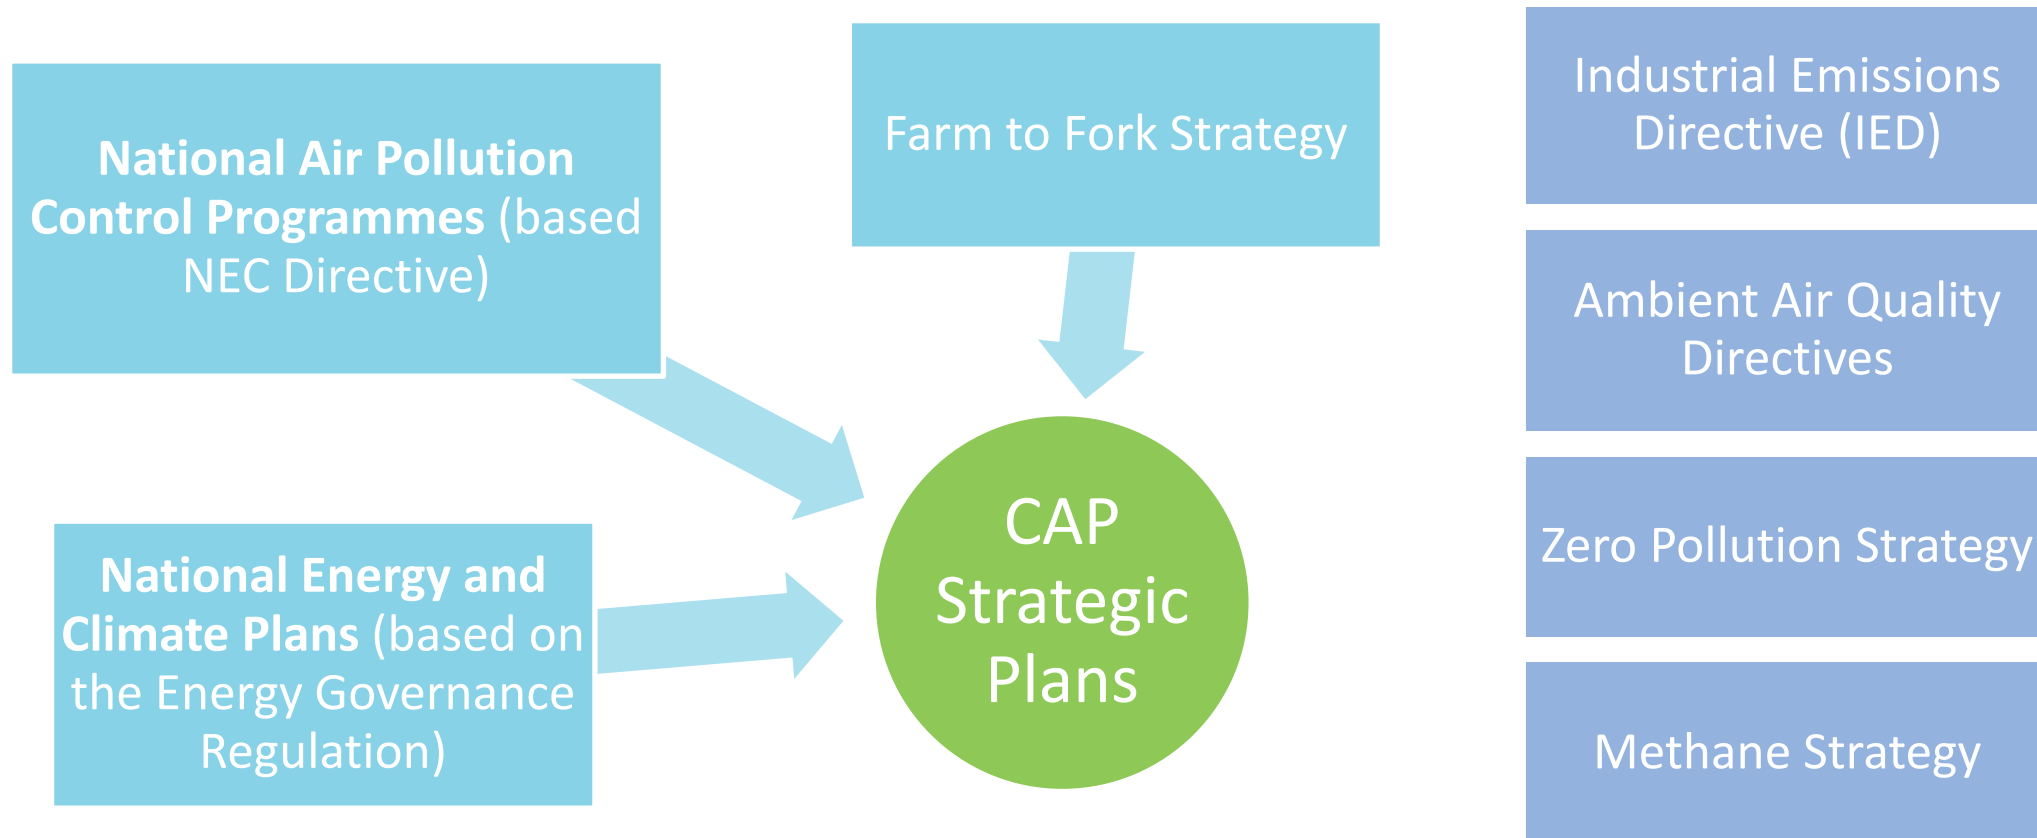 National Air Pollution
Control Programmes (based
NEC Directive)
Farm to Fork Strategy
National Energy and
Climate Plans (based on
the Energy Governance
Regulation)
CAP
Strategic
Plans
Industrial Emissions
Directive (IED)
Ambient Air Quality
Directives
Zero Pollution Strategy
Methane Strategy